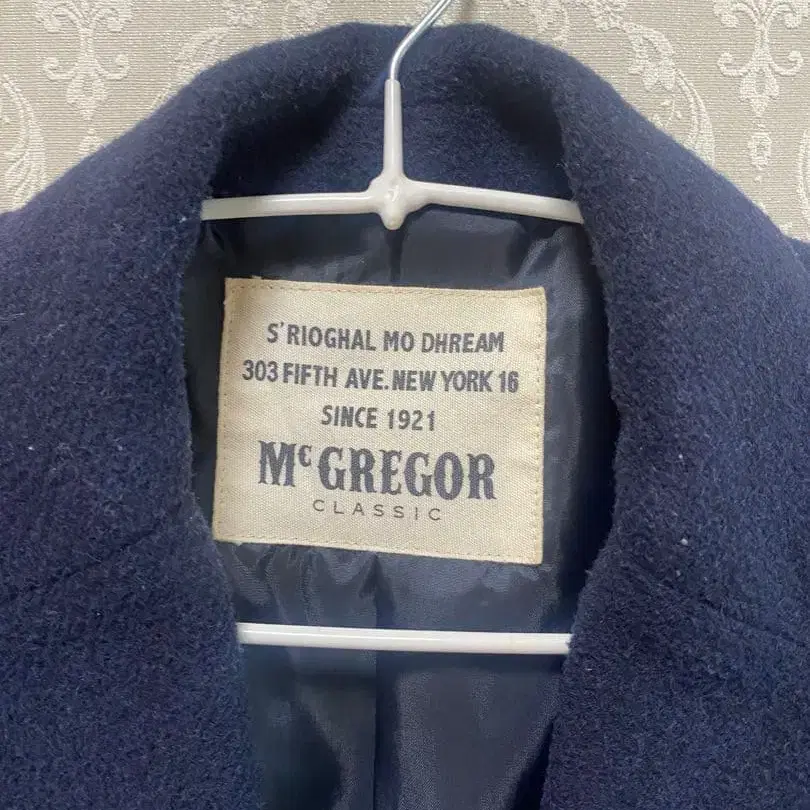 S'RIOGHAL MO DHREAM
303 FIFTH AVE. NEW YORK 16
SINCE 1921
McGREGOR
CLASSIC